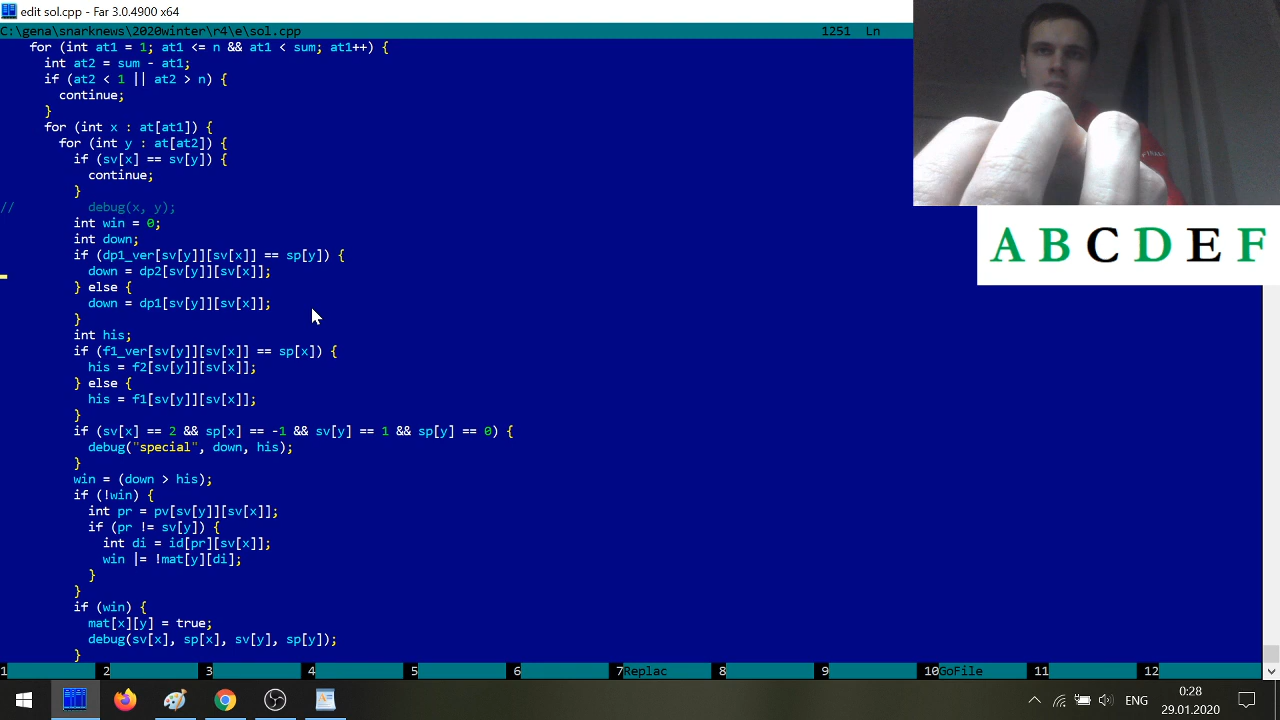 edit sol.cpp - Far 3.0.4900 x64
C:\gena\snarknews\2020winter\r4\e\sol.cpp 1251 Ln
for (int at1 = 1; at1 <= n && at1 < sum; at1++) {
int at2 = sum - at1;
if (at2 < 1 || at2 > n) {
continue;
}
for (int x : at[at1]) {
for (int y : at[at2]) {
if (sv[x] == sv[y]) {
continue;
}
// debug(x, y);
int win = 0;
int down;
if (dp1_ver[sv[y]][sv[x]] == sp[y]) {
down = dp2[sv[y]][sv[x]];
} else {
down = dp1[sv[y]][sv[x]];
}
int his;
if (f1_ver[sv[y]][sv[x]] == sp[x]) {
his = f2[sv[y]][sv[x]];
} else {
his = f1[sv[y]][sv[x]];
}
if (sv[x] == 2 && sp[x] == -1 && sv[y] == 1 && sp[y] == 0) {
debug("special", down, his);
}
win = (down > his);
if (!win) {
int pr = pv[sv[y]][sv[x]];
if (pr != sv[y]) {
int di = id[pr][sv[x]];
win |= !mat[y][di];
}
}
if (win) {
mat[x][y] = true;
debug(sv[x], sp[x], sv[y], sp[y]);
}
A B C D E F
1 2 3 4 5 6 7Replac 8 9 10GoFile 11 12
ENG
0:28
29.01.2020